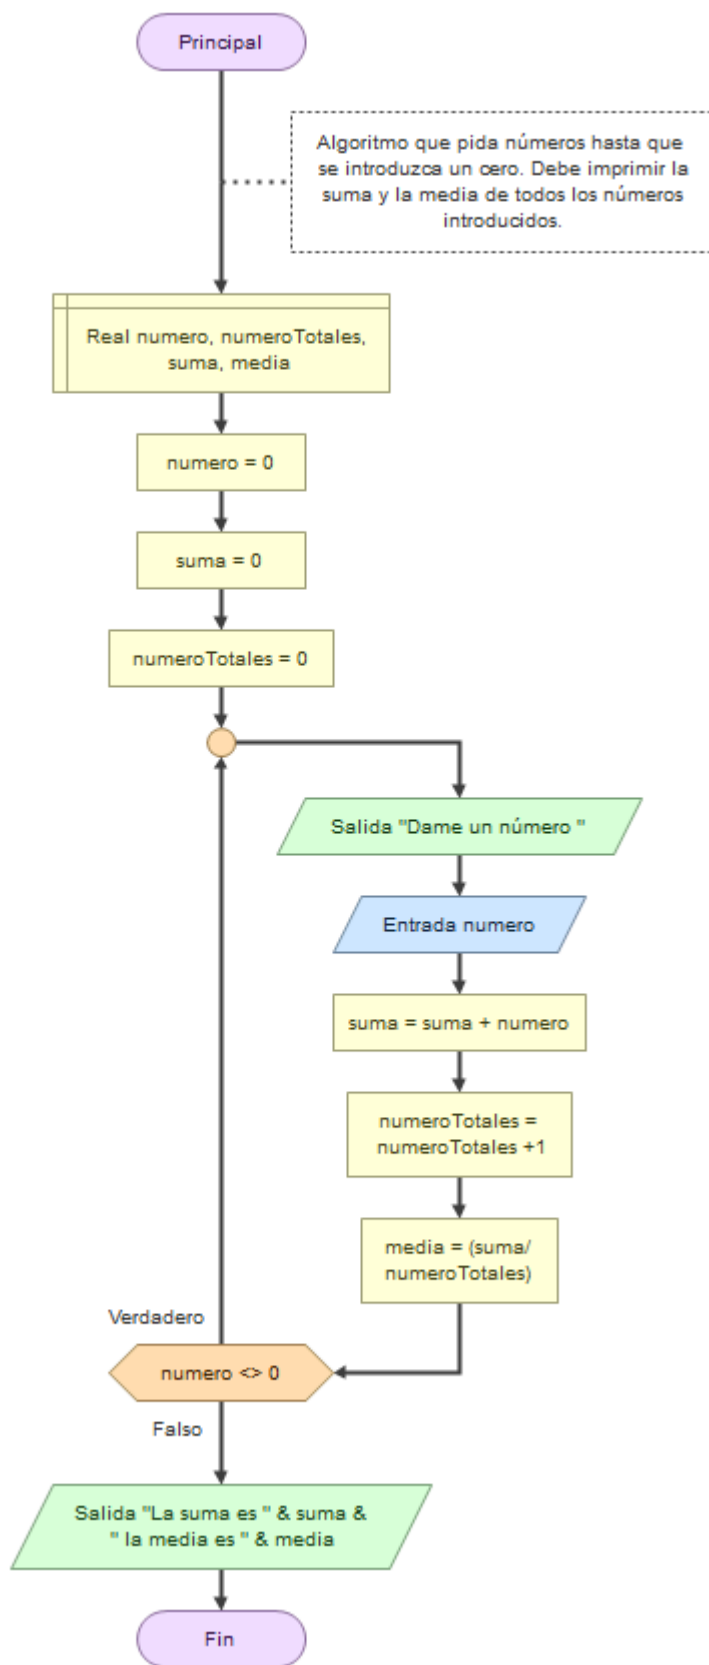 Principal
Algoritmo que pida números hasta que
se introduzca un cero. Debe imprimir la
suma y la media de todos los números
introducidos.
Real numero, numeroTotales,
suma, media
numero = 0
suma = 0
numeroTotales = 0
Salida "Dame un número "
Entrada numero
suma = suma + numero
numeroTotales =
numeroTotales +1
media = (suma/
numeroTotales)
Verdadero
numero <> 0
Falso
Salida "La suma es " & suma &
" la media es " & media
Fin